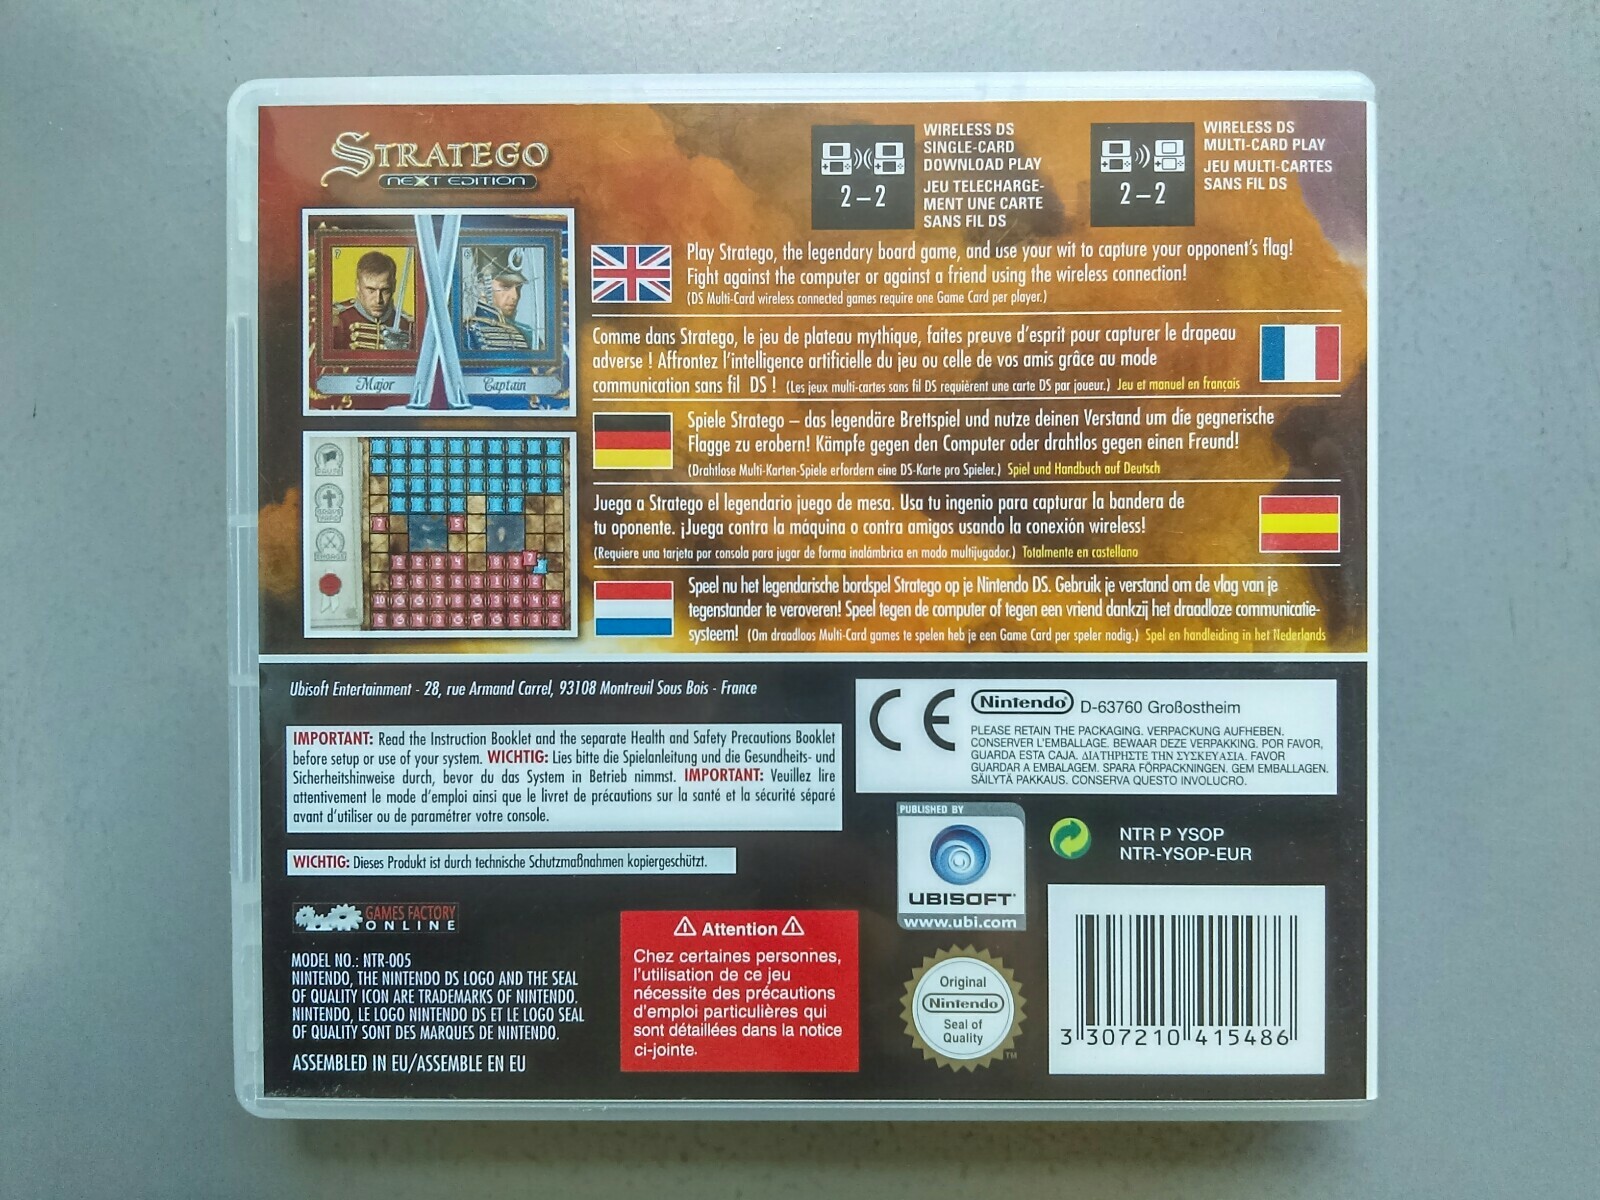 STRATEGO
NEXT EDITION
WIRELESS DS
SINGLE-CARD
DOWNLOAD PLAY
JEU TELECHARGE-
MENT UNE CARTE
SANS FIL DS
2 – 2
WIRELESS DS
MULTI-CARD PLAY
JEU MULTI-CARTES
SANS FIL DS
2 – 2
Major
Captain
Play Stratego, the legendary board game, and use your wit to capture your opponent's flag!
Fight against the computer or against a friend using the wireless connection!
(DS Multi-Card wireless connected games require one Game Card per player.)
Comme dans Stratego, le jeu de plateau mythique, faites preuve d'esprit pour capturer le drapeau
adverse ! Affrontez l'intelligence artificielle du jeu ou celle de vos amis grâce au mode
communication sans fil DS ! (Les jeux multi-cartes sans fil DS requièrent une carte DS par joueur.) Jeu et manuel en français
Spiele Stratego – das legendäre Brettspiel und nutze deinen Verstand um die gegnerische
Flagge zu erobern! Kämpfe gegen den Computer oder drahtlos gegen einen Freund!
(Drahtlose Multi-Karten-Spiele erfordern eine DS-Karte pro Spieler.) Spiel und Handbuch auf Deutsch
Juega a Stratego el legendario juego de mesa. Usa tu ingenio para capturar la bandera de
tu oponente. ¡Juega contra la máquina o contra amigos usando la conexión wireless!
(Requiere una tarjeta por consola para jugar de forma inalámbrica en modo multijugador.) Totalmente en castellano
Speel nu het legendarische bordspel Stratego op je Nintendo DS. Gebruik je verstand om de vlag van je
tegenstander te veroveren! Speel tegen de computer of tegen een vriend dankzij het draadloze communicatie-
systeem! (Om draadloos Multi-Card games te spelen heb je een Game Card per speler nodig.) Spel en handleiding in het Nederlands
Ubisoft Entertainment - 28, rue Armand Carrel, 93108 Montreuil Sous Bois - France
IMPORTANT: Read the Instruction Booklet and the separate Health and Safety Precautions Booklet
before setup or use of your system. WICHTIG: Lies bitte die Spielanleitung und die Gesundheits- und
Sicherheitshinweise durch, bevor du das System in Betrieb nimmst. IMPORTANT: Veuillez lire
attentivement le mode d'emploi ainsi que le livret de précautions sur la santé et la sécurité séparé
avant d'utiliser ou de paramétrer votre console.
WICHTIG: Dieses Produkt ist durch technische Schutzmaßnahmen kopiergeschützt.
CE
Nintendo D-63760 Großostheim
PLEASE RETAIN THE PACKAGING. VERPACKUNG AUFHEBEN.
CONSERVER L'EMBALLAGE. BEWAAR DEZE VERPAKKING. POR FAVOR,
GUARDA ESTA CAJA. ΔΙΑΤΗΡΗΣΤΕ ΤΗΝ ΣΥΣΚΕΥΑΣΙΑ. FAVOR
GUARDAR A EMBALAGEM. SPARA FÖRPACKNINGEN. GEM EMBALLAGEN.
SÄILYTÄ PAKKAUS. CONSERVA QUESTO INVOLUCRO.
PUBLISHED BY
UBISOFT
www.ubi.com
NTR P YSOP
NTR-YSOP-EUR
GAMES FACTORY
ONLINE
MODEL NO.: NTR-005
NINTENDO, THE NINTENDO DS LOGO AND THE SEAL
OF QUALITY ICON ARE TRADEMARKS OF NINTENDO.
NINTENDO, LE LOGO NINTENDO DS ET LE LOGO SEAL
OF QUALITY SONT DES MARQUES DE NINTENDO.
ASSEMBLED IN EU/ASSEMBLE EN EU
Attention
Chez certaines personnes,
l'utilisation de ce jeu
nécessite des précautions
d'emploi particulières qui
sont détaillées dans la notice
ci-jointe.
Original
Nintendo
Seal of
Quality
TM
3 307210 415486